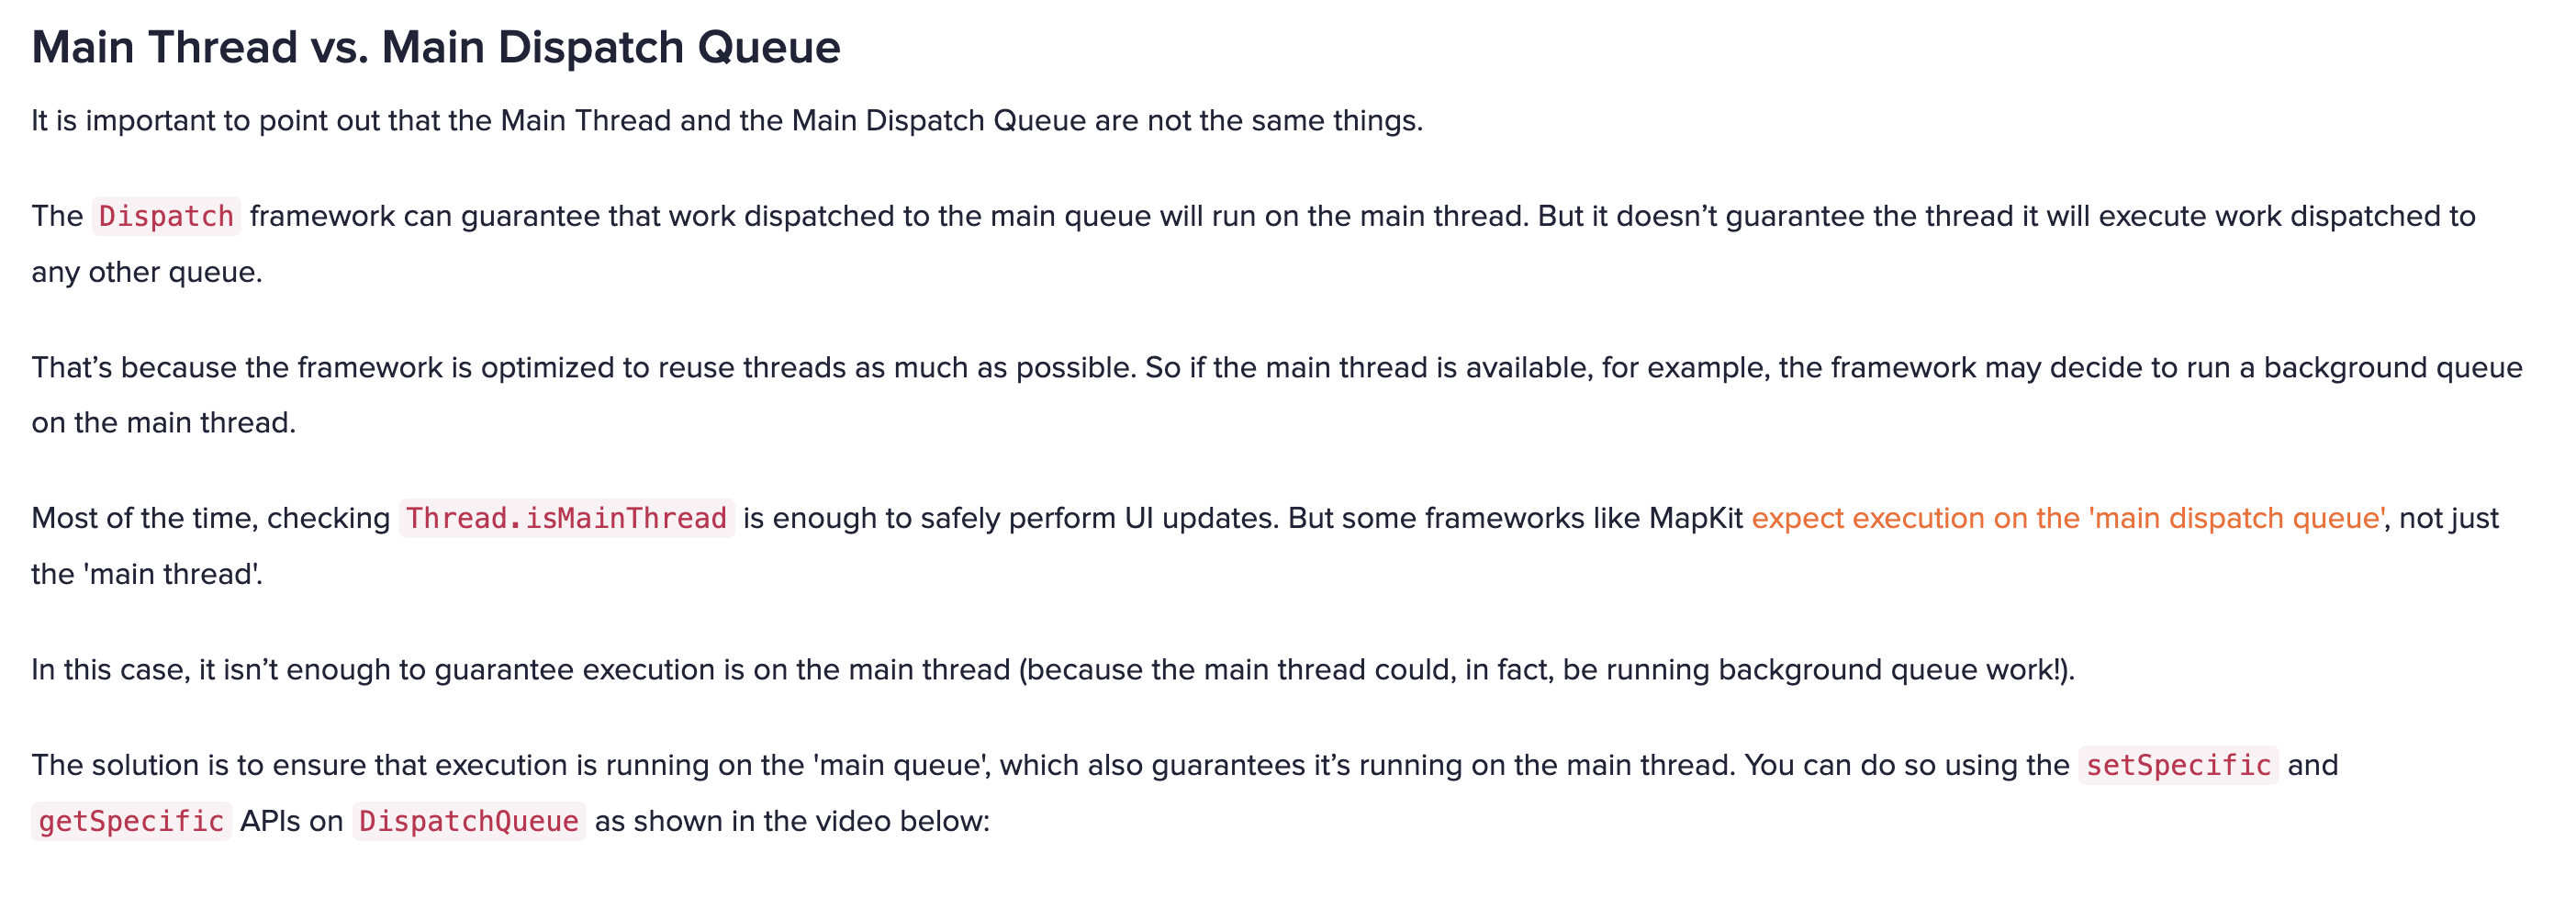 Main Thread vs. Main Dispatch Queue
It is important to point out that the Main Thread and the Main Dispatch Queue are not the same things.
The Dispatch framework can guarantee that work dispatched to the main queue will run on the main thread. But it doesn’t guarantee the thread it will execute work dispatched to
any other queue.
That’s because the framework is optimized to reuse threads as much as possible. So if the main thread is available, for example, the framework may decide to run a background queue
on the main thread.
Most of the time, checking Thread.isMainThread is enough to safely perform UI updates. But some frameworks like MapKit expect execution on the 'main dispatch queue', not just
the 'main thread'.
In this case, it isn’t enough to guarantee execution is on the main thread (because the main thread could, in fact, be running background queue work!).
The solution is to ensure that execution is running on the 'main queue', which also guarantees it’s running on the main thread. You can do so using the setSpecific and
getSpecific APIs on DispatchQueue as shown in the video below: